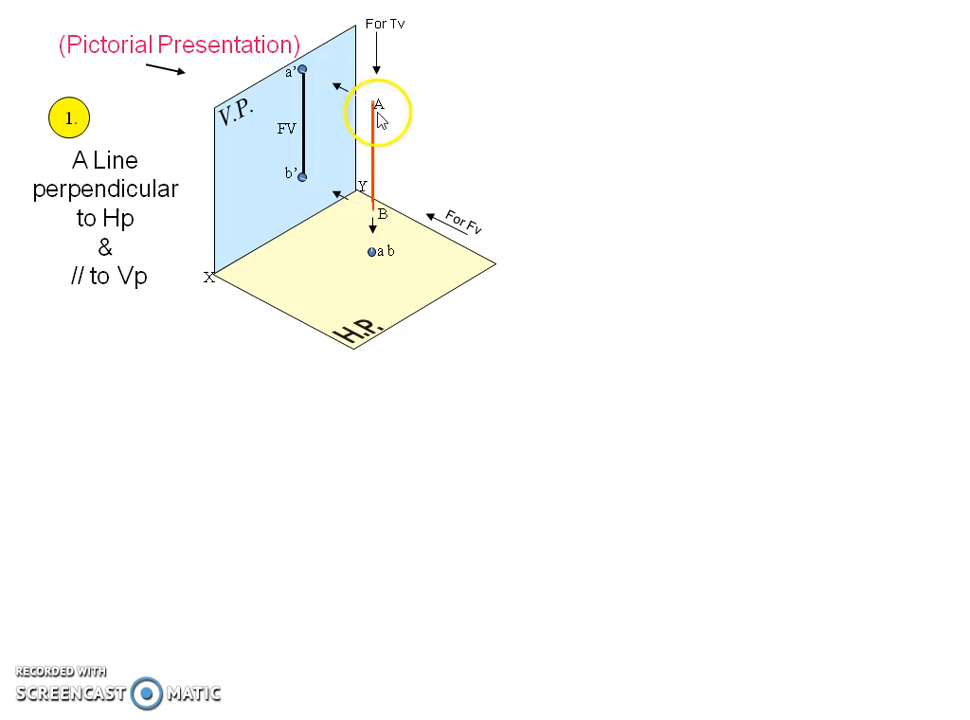 For Tv
(Pictorial Presentation)
a'
V.P.
A
1.
FV
A Line
perpendicular
to Hp
&
// to Vp
b'
Y
B
For Fv
a b
X
H.P.
RECORDED WITH
SCREENCAST MATIC